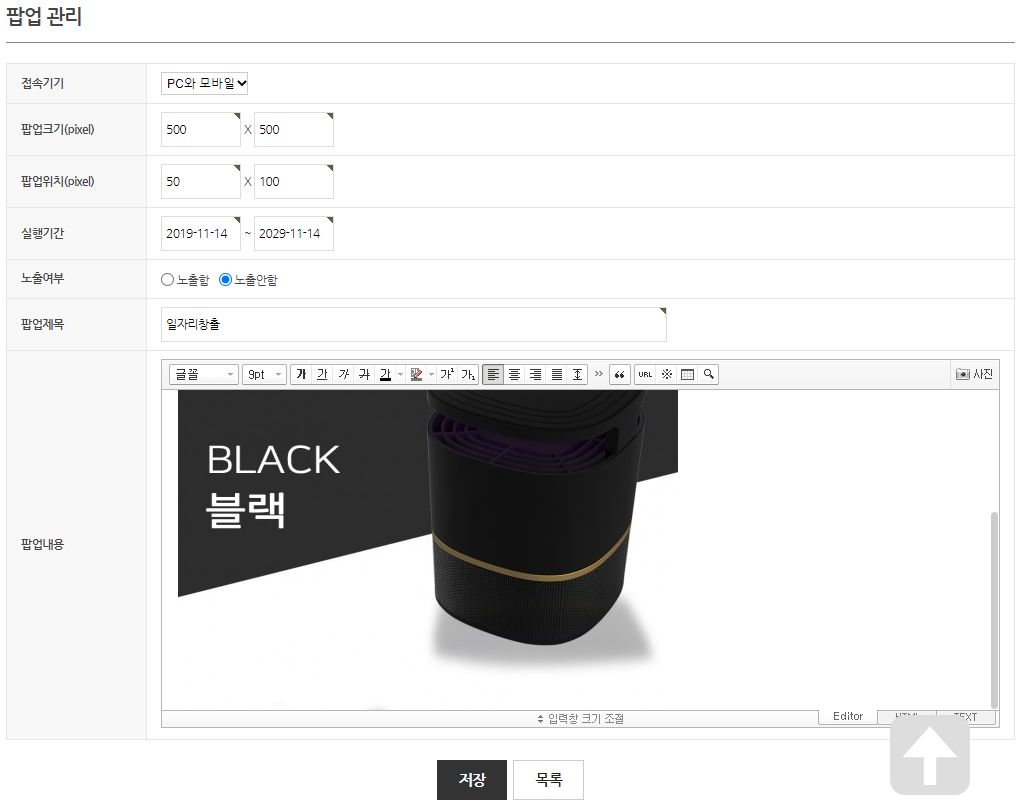 팝업 관리
접속기기 PC와 모바일
팝업크기(pixel) 500 X 500
팝업위치(pixel) 50 X 100
실행기간 2019-11-14 ~ 2029-11-14
노출여부 노출함 노출안함
팝업제목 일자리창출
글꼴 9pt 가 가 가 가 가 가¹ 가₁ URL 사진
BLACK
블랙
팝업내용
입력창 크기 조절 Editor HTML TEXT
저장 목록